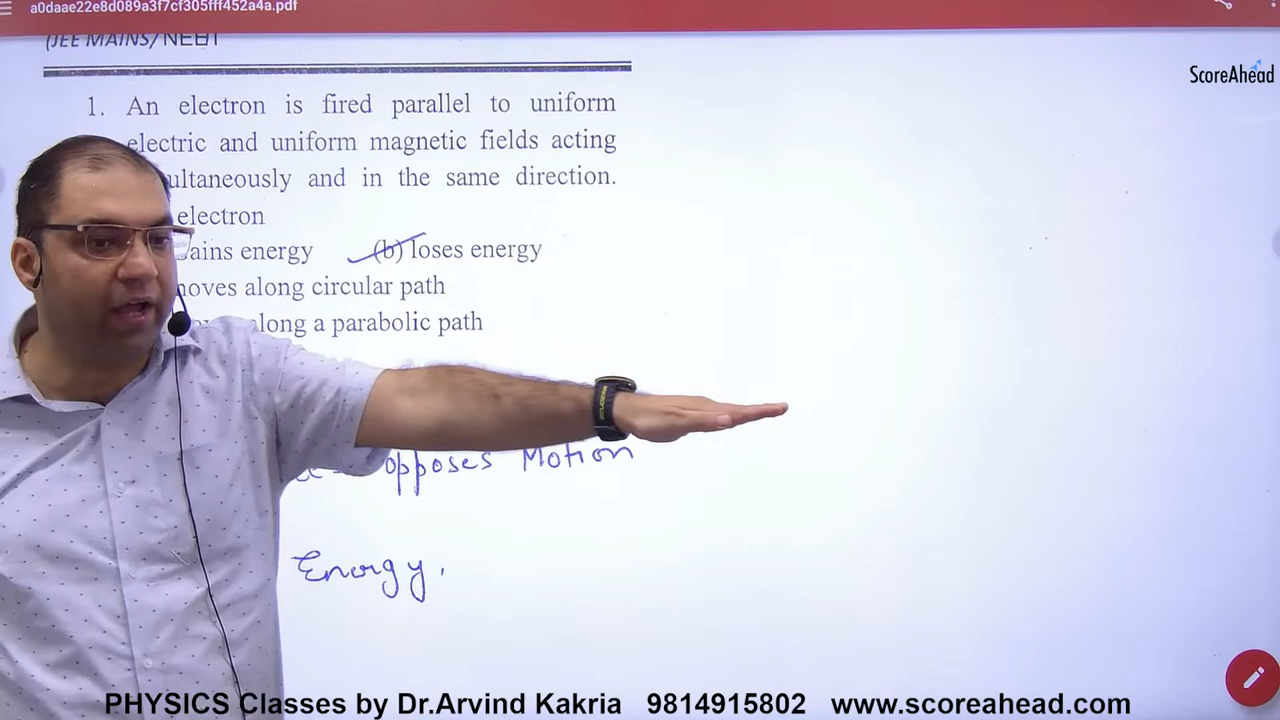 a0daae22e8d089a3f7cf305fff452a4a.pdf
(JEE MAINS/NEET
ScoreAhead
1. An electron is fired parallel to uniform
electric and uniform magnetic fields acting
ultaneously and in the same direction.
electron
ains energy (b) loses energy
moves along circular path
along a parabolic path
opposes Motion
Energy.
PHYSICS Classes by Dr.Arvind Kakria 9814915802 www.scoreahead.com